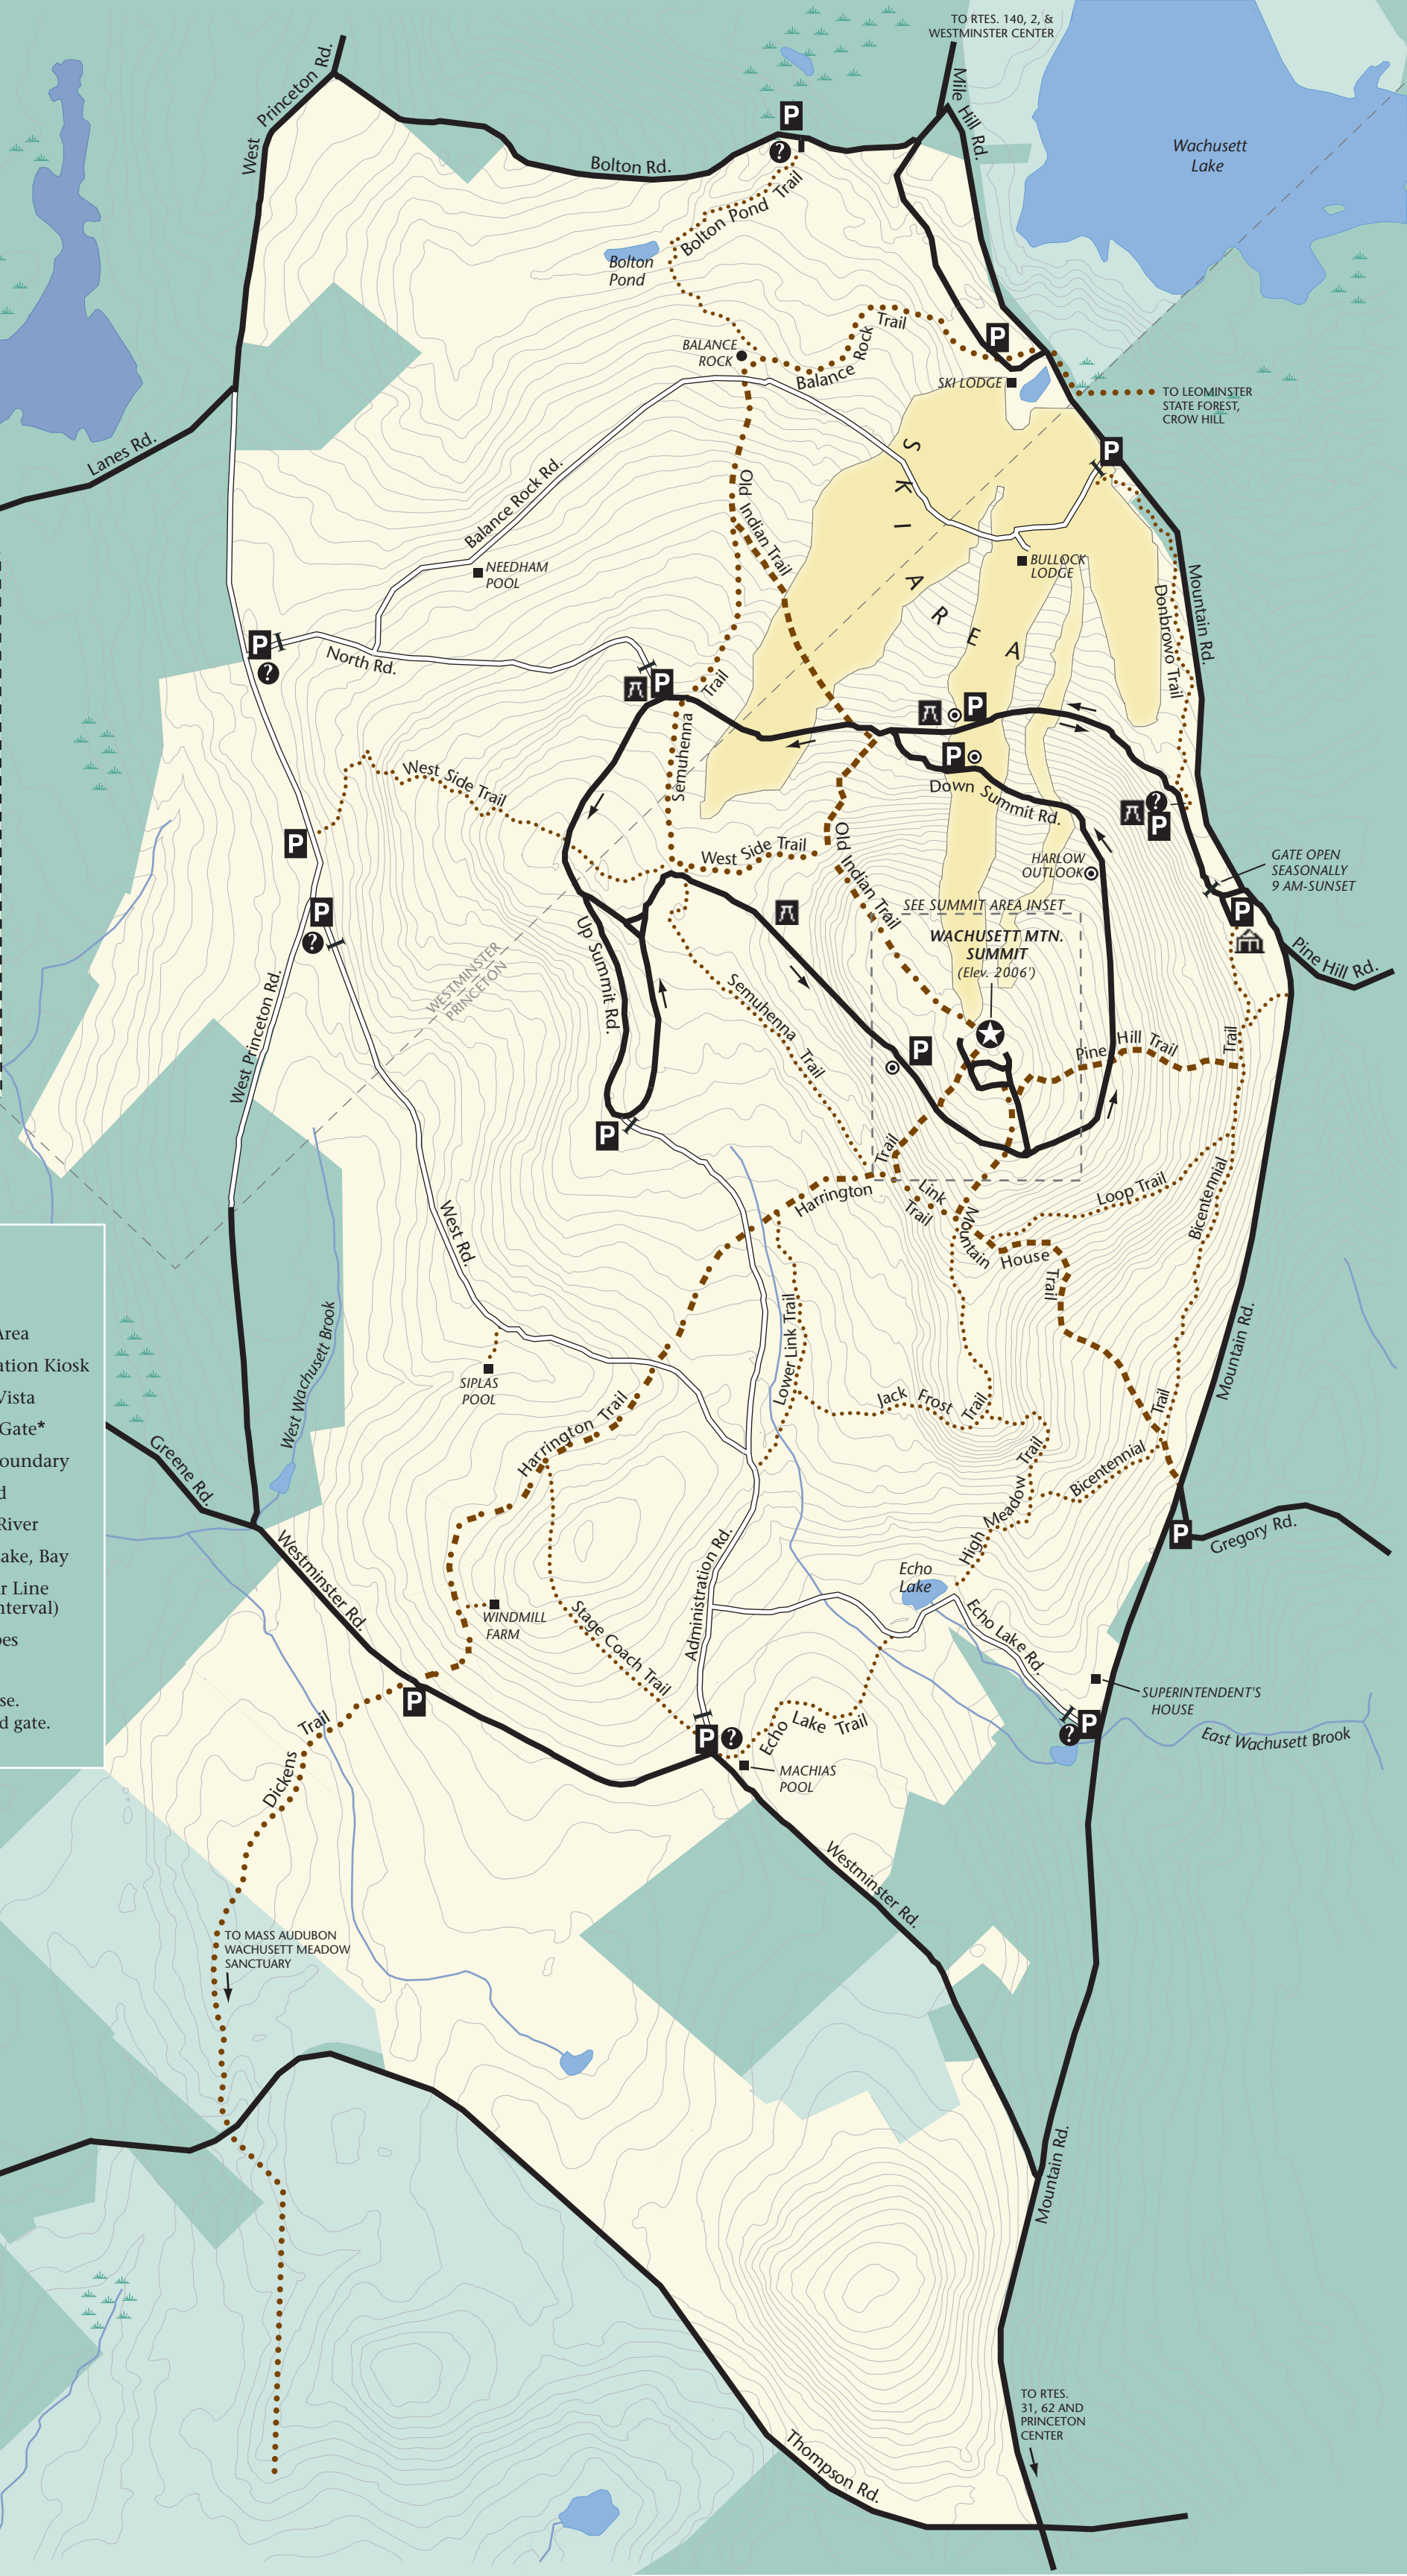 TO RTES. 140, 2, &
WESTMINSTER CENTER
West Princeton Rd.
Mile Hill Rd.
P
Bolton Rd.
?
Wachusett
Lake
Bolton Pond Trail
Bolton
Pond
Balance Rock Trail
P
BALANCE
ROCK
SKI LODGE
TO LEOMINSTER
STATE FOREST,
CROW HILL
Lanes Rd.
P
SKI AREA
Balance Rock Rd.
Old Indian Trail
NEEDHAM
POOL
BULLOCK
LODGE
Donbrowo Trail
Mountain Rd.
P
?
North Rd.
P
Semuhenna Trail
P
P
West Side Trail
Down Summit Rd.
?
P
P
West Side Trail
Old Indian Trail
HARLOW
OUTLOOK
GATE OPEN
SEASONALLY
9 AM-SUNSET
SEE SUMMIT AREA INSET
P
?
P
Up Summit Rd.
WACHUSETT MTN.
SUMMIT
(Elev. 2006')
Pine Hill Rd.
WESTMINSTER
PRINCETON
West Princeton Rd.
Semuhenna Trail
P
Pine Hill Trail
Trail
P
Harrington Trail
Link
Trail
Loop Trail
Bicentennial
Mountain House Trail
West Rd.
West Wachusett Brook
Lower Link Trail
Mountain Rd.
Area
ation Kiosk
Vista
Gate*
oundary
d
River
ake, Bay
r Line
nterval)
pes
se.
d gate.
SIPLAS
POOL
Jack Frost Trail
Harrington Trail
Greene Rd.
High Meadow Trail
Bicentennial Trail
P
Gregory Rd.
Westminster Rd.
Administration Rd.
Echo
Lake
WINDMILL
FARM
Stage Coach Trail
Echo Lake Rd.
SUPERINTENDENT'S
HOUSE
P
P
?
?
P
Echo Lake Trail
East Wachusett Brook
Dickens Trail
MACHIAS
POOL
Westminster Rd.
TO MASS AUDUBON
WACHUSETT MEADOW
SANCTUARY
Mountain Rd.
TO RTES.
31, 62 AND
PRINCETON
CENTER
Thompson Rd.